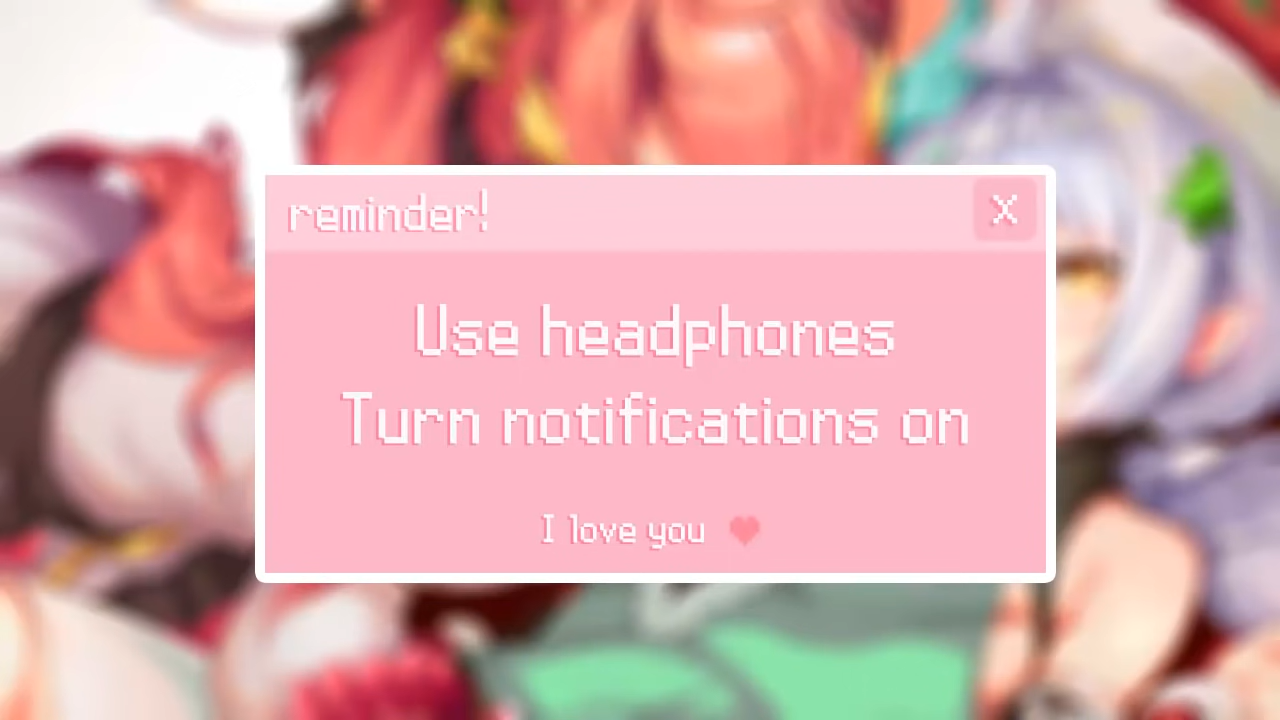 reminder!
X
Use headphones
Turn notifications on
I love you